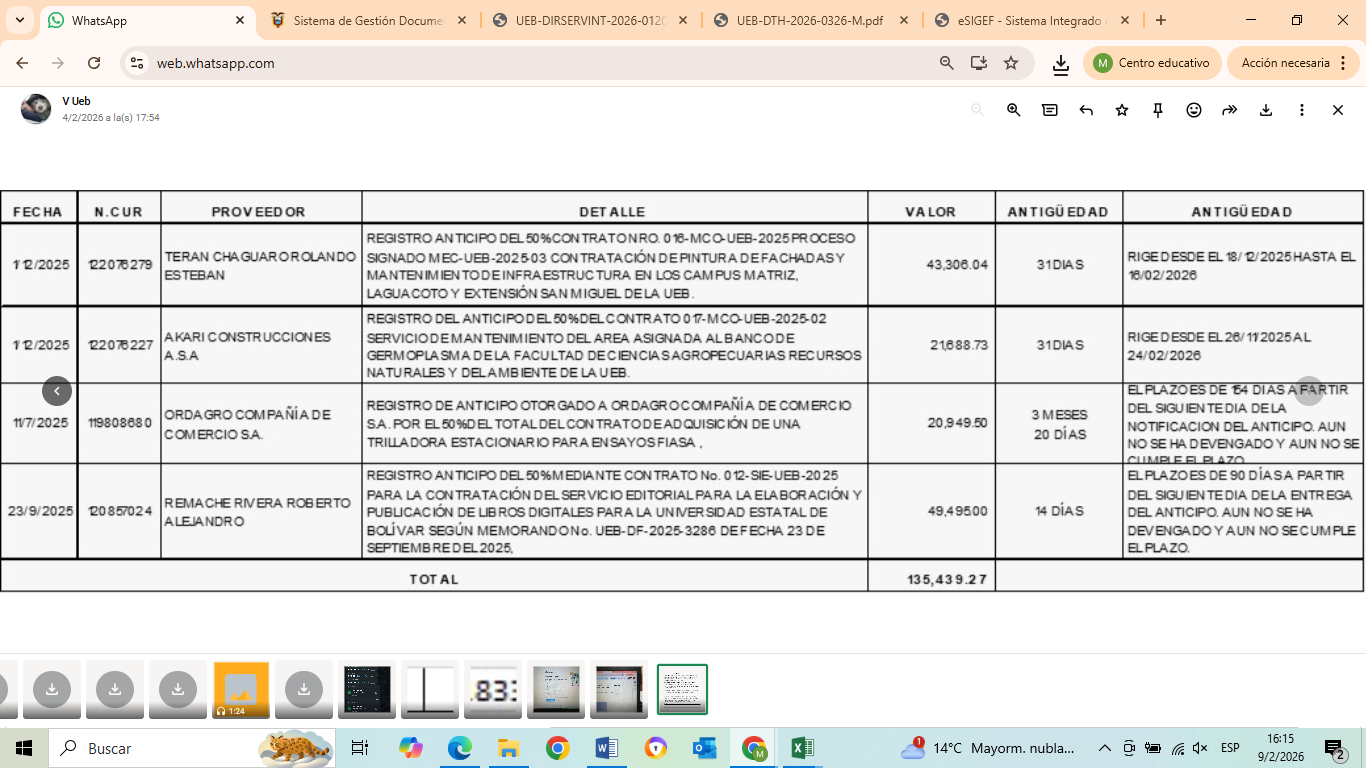 WhatsApp
Sistema de Gestión Docume
UEB-DIRSERVINT-2026-0120
UEB-DTH-2026-0326-M.pdf
eSIGEF - Sistema Integrado
web.whatsapp.com
M
Centro educativo
Acción necesaria
V Ueb
4/2/2026 a la(s) 17:54
FECHA N.CUR PROVEEDOR DETALLE VALOR ANTIGÜEDAD ANTIGÜEDAD
1/12/2025
122076279
TERAN CHAGUARO ROLANDO
ESTEBAN
REGISTRO ANTICIPO DEL 50% CONTRATO NRO. 016-MCO-UEB-2025 PROCESO
SIGNADO MEC-UEB-2025-03 CONTRATACIÓN DE PINTURA DE FACHADAS Y
MANTENIMIENTO DE INFRAESTRUCTURA EN LOS CAMPUS MATRIZ,
LAGUACOTO Y EXTENSIÓN SAN MIGUEL DE LA UEB.
43,306.04
31 DIAS
RIGE DESDE EL 18/12/2025 HASTA EL
16/02/2026
1/12/2025
122076227
AKARI CONSTRUCCIONES
A.S.A
REGISTRO DEL ANTICIPO DEL 50% DEL CONTRATO 017-MCO-UEB-2025-02
SERVICIO DE MANTENIMIENTO DEL AREA ASIGNADA AL BANCO DE
GERMOPLASMA DE LA FACULTAD DE CIENCIAS AGROPECUARIAS RECURSOS
NATURALES Y DEL AMBIENTE DE LA UEB.
21,688.73
31 DIAS
RIGE DESDE EL 26/11/2025 AL
24/02/2026
11/7/2025
119808680
ORDAGRO COMPAÑÍA DE
COMERCIO S.A.
REGISTRO DE ANTICIPO OTORGADO A ORDAGRO COMPAÑÍA DE COMERCIO
S.A. POR EL 50% DEL TOTAL DEL CONTRATO DE ADQUISICIÓN DE UNA
TRILLADORA ESTACIONARIO PARA ENSAYOS FIASA ,
20,949.50
3 MESES
20 DÍAS
EL PLAZO ES DE 154 DIAS A PARTIR
DEL SIGUIENTE DIA DE LA
NOTIFICACION DEL ANTICIPO. AUN
NO SE HA DEVENGADO Y AUN NO SE
CUMPLE EL PLAZO.
23/9/2025
120857024
REMACHE RIVERA ROBERTO
ALEJANDRO
REGISTRO ANTICIPO DEL 50% MEDIANTE CONTRATO No. 012-SIE-UEB-2025
PARA LA CONTRATACIÓN DEL SERVICIO EDITORIAL PARA LA ELABORACIÓN Y
PUBLICACIÓN DE LIBROS DIGITALES PARA LA UNIVERSIDAD ESTATAL DE
BOLÍVAR SEGÚN MEMORANDO No. UEB-DF-2025-3286 DE FECHA 23 DE
SEPTIEMBRE DEL 2025,
49,495.00
14 DÍAS
EL PLAZO ES DE 90 DÍAS A PARTIR
DEL SIGUIENTE DIA DE LA ENTREGA
DEL ANTICIPO. AUN NO SE HA
DEVENGADO Y AUN NO SE CUMPLE
EL PLAZO.
TOTAL 135,439.27
1:24
.83:
Buscar
M
1
14°C Mayorm. nubla...
ESP
16:15
9/2/2026
2